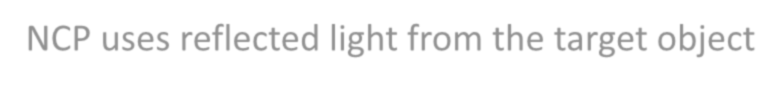 NCP uses reflected light from the target object